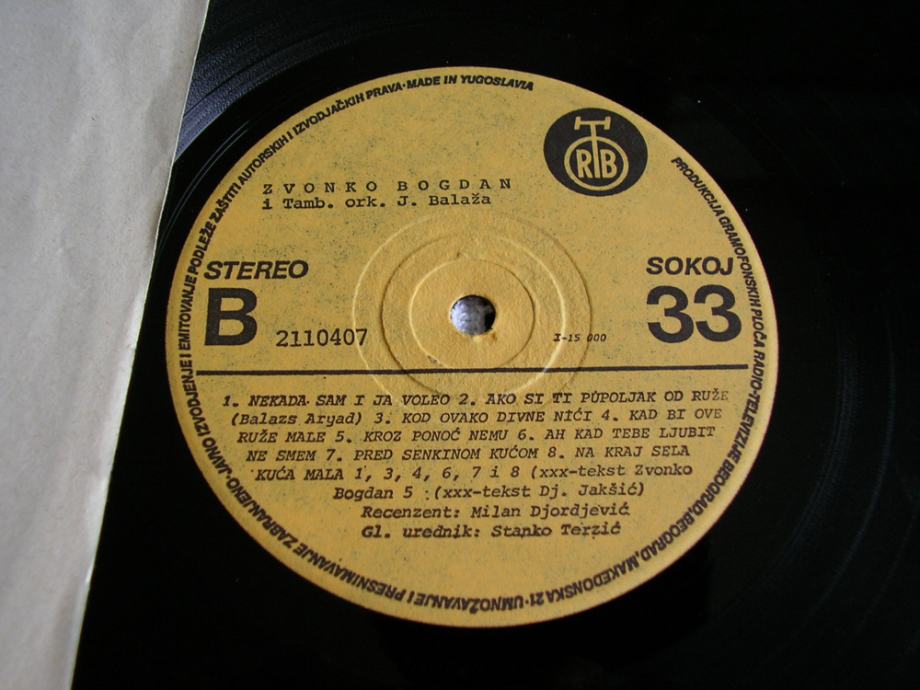 PRODUKCIJA GRAMOFONSKIH PLOČA RADIO-TELEVIZIJE BEOGRAD, BEOGRAD, MAKEDONSKA 21 · UMNOŽAVANJE I PRESNIMAVANJE ZABRANJENO · JAVNO IZVODJENJE I EMITOVANJE PODLEŽE ZAŠTITI AUTORSKIH I IZVODJAČKIH PRAVA · MADE IN YUGOSLAVIA
RTB
ZVONKO BOGDAN
i Tamb. ork. J. Balaža
STEREO
SOKOJ
B
2110407
I-15 000
33
1. NEKADA SAM I JA VOLEO 2. AKO SI TI PUPOLJAK OD RUŽE
(Balazs Aryad) 3. KOD OVAKO DIVNE NIĆI 4. KAD BI OVE
RUŽE MALE 5. KROZ PONOĆ NEMU 6. AH KAD TEBE LJUBIT
NE SMEM 7. PRED SENKINOM KUĆOM 8. NA KRAJ SELA
KUĆA MALA 1, 3, 4, 6, 7 i 8 (xxx-tekst Zvonko
Bogdan 5 (xxx-tekst Dj. Jakšić)
Recenzent: Milan Djordjević
Gl. urednik: Stanko Terzić